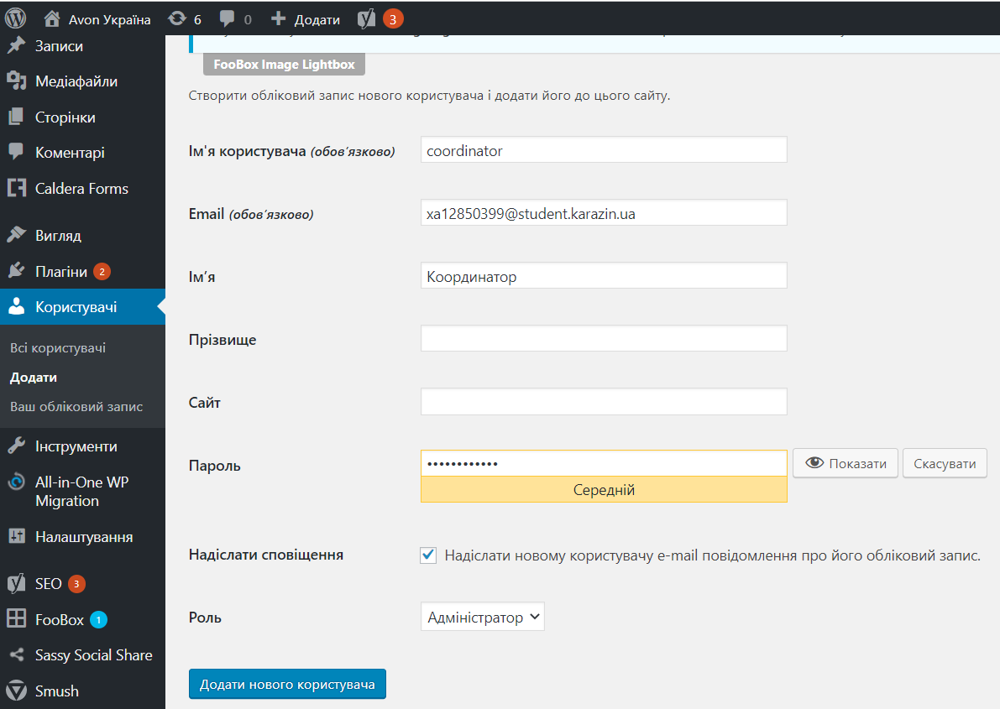 Avon Україна 6 0 Додати 3
Записи
Медіафайли
Сторінки
Коментарі
Caldera Forms
Вигляд
Плагіни 2
Користувачі
Всі користувачі
Додати
Ваш обліковий запис
Інструменти
All-in-One WP
Migration
Налаштування
SEO 3
FooBox 1
Sassy Social Share
Smush
FooBox Image Lightbox
Створити обліковий запис нового користувача і додати його до цього сайту.
Ім'я користувача (обов'язково) coordinator
Email (обов'язково) xa12850399@student.karazin.ua
Ім’я Координатор
Прізвище
Сайт
Пароль •••••••••••• Показати Скасувати
Середній
Надіслати сповіщення Надіслати новому користувачу e-mail повідомлення про його обліковий запис.
Роль Адміністратор
Додати нового користувача